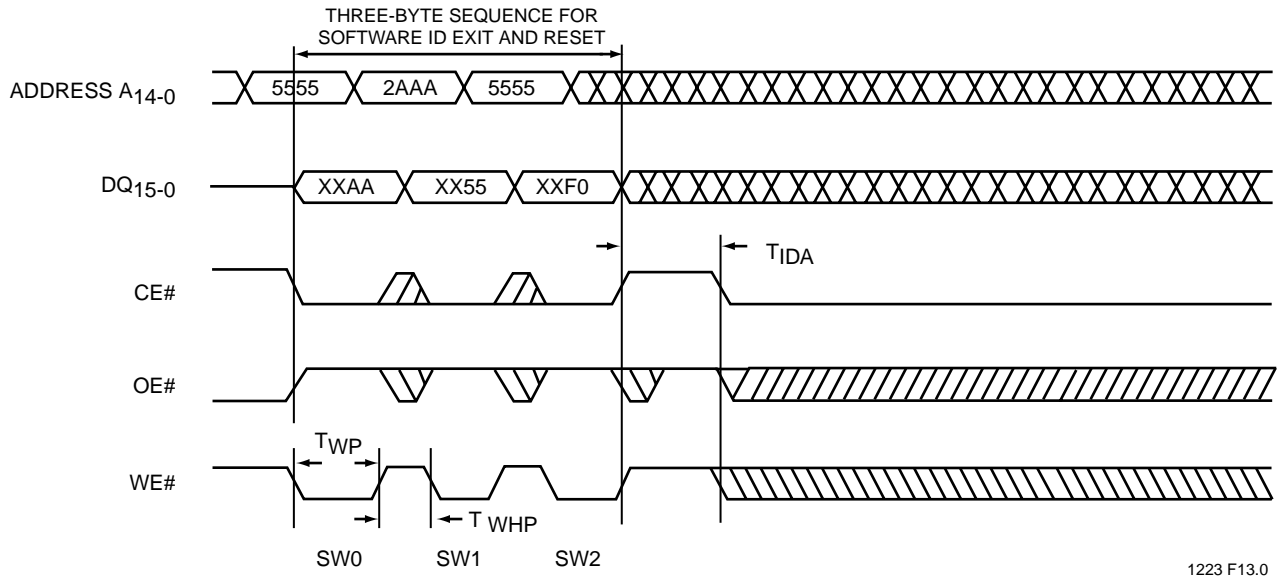 THREE-BYTE SEQUENCE FOR
SOFTWARE ID EXIT AND RESET
ADDRESS A14-0
5555
2AAA
5555
DQ15-0
XXAA
XX55
XXF0
TIDA
CE#
OE#
TWP
WE#
T WHP
SW0
SW1
SW2
1223 F13.0